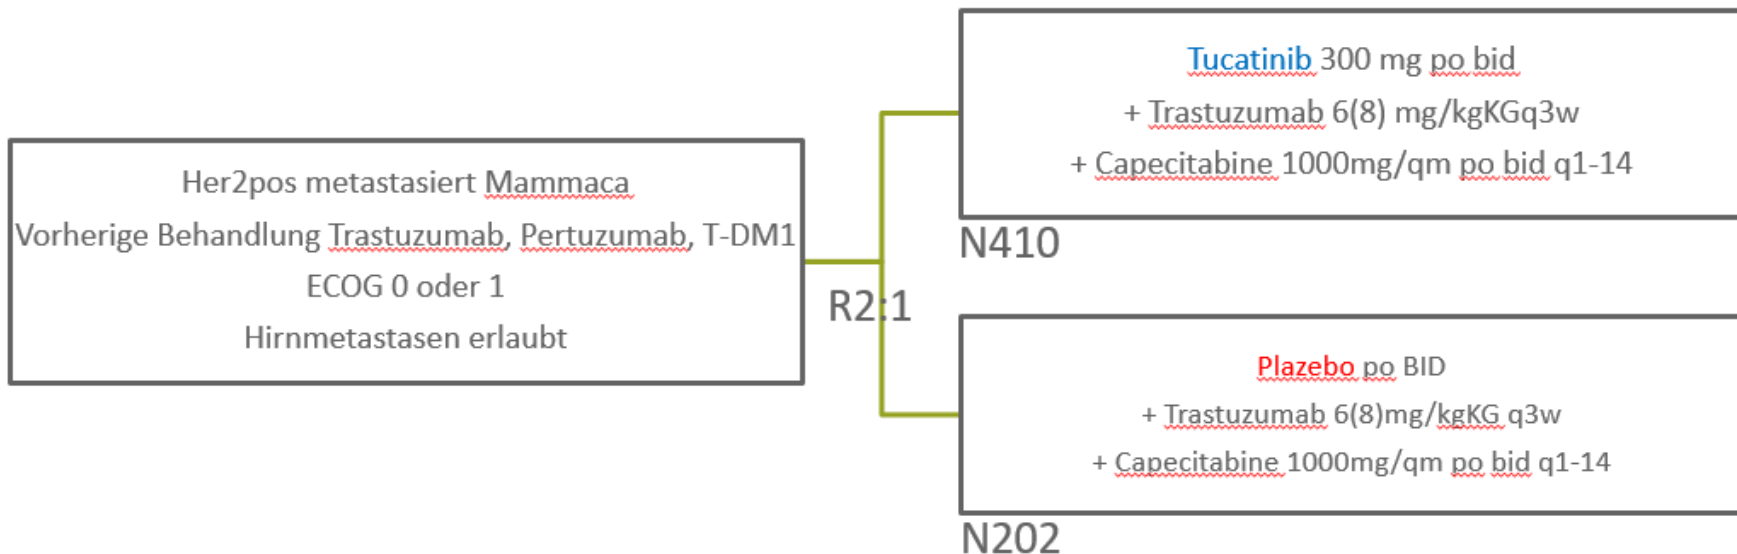 Her2pos metastasiert Mammaca
Vorherige Behandlung Trastuzumab, Pertuzumab, T-DM1
ECOG 0 oder 1
Hirnmetastasen erlaubt
R2:1
Tucatinib 300 mg po bid
+ Trastuzumab 6(8) mg/kgKGq3w
+ Capecitabine 1000mg/qm po bid q1-14
N410
Plazebo po BID
+ Trastuzumab 6(8)mg/kgKG q3w
+ Capecitabine 1000mg/qm po bid q1-14
N202